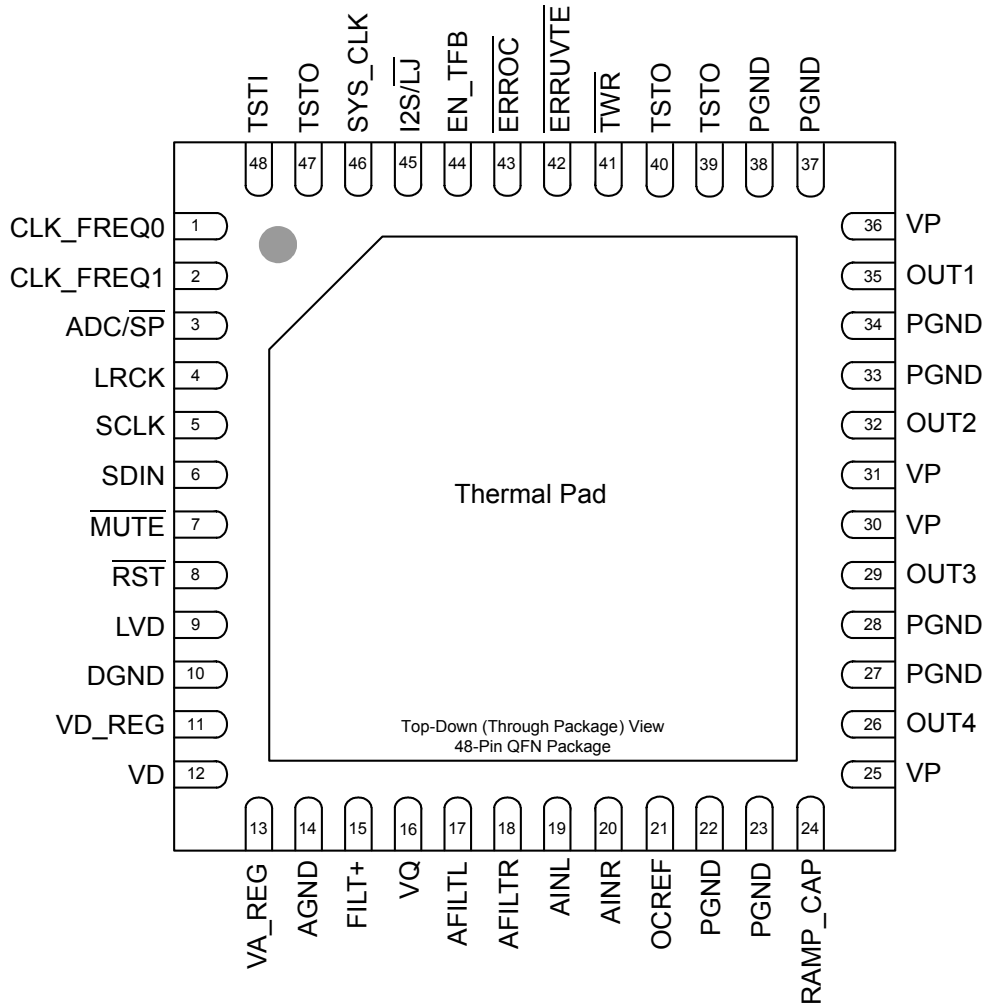 TSTI
TSTO
SYS_CLK
I2S/LJ
EN_TFB
ERROC
ERRUVTE
TWR
TSTO
TSTO
PGND
PGND
48 47 46 45 44 43 42 41 40 39 38 37
CLK_FREQ0 1
CLK_FREQ1 2
ADC/SP 3
LRCK 4
SCLK 5
SDIN 6
MUTE 7
RST 8
LVD 9
DGND 10
VD_REG 11
VD 12
36 VP
35 OUT1
34 PGND
33 PGND
32 OUT2
31 VP
30 VP
29 OUT3
28 PGND
27 PGND
26 OUT4
25 VP
Thermal Pad
Top-Down (Through Package) View
48-Pin QFN Package
13 14 15 16 17 18 19 20 21 22 23 24
VA_REG
AGND
FILT+
VQ
AFILTL
AFILTR
AINL
AINR
OCREF
PGND
PGND
RAMP_CAP